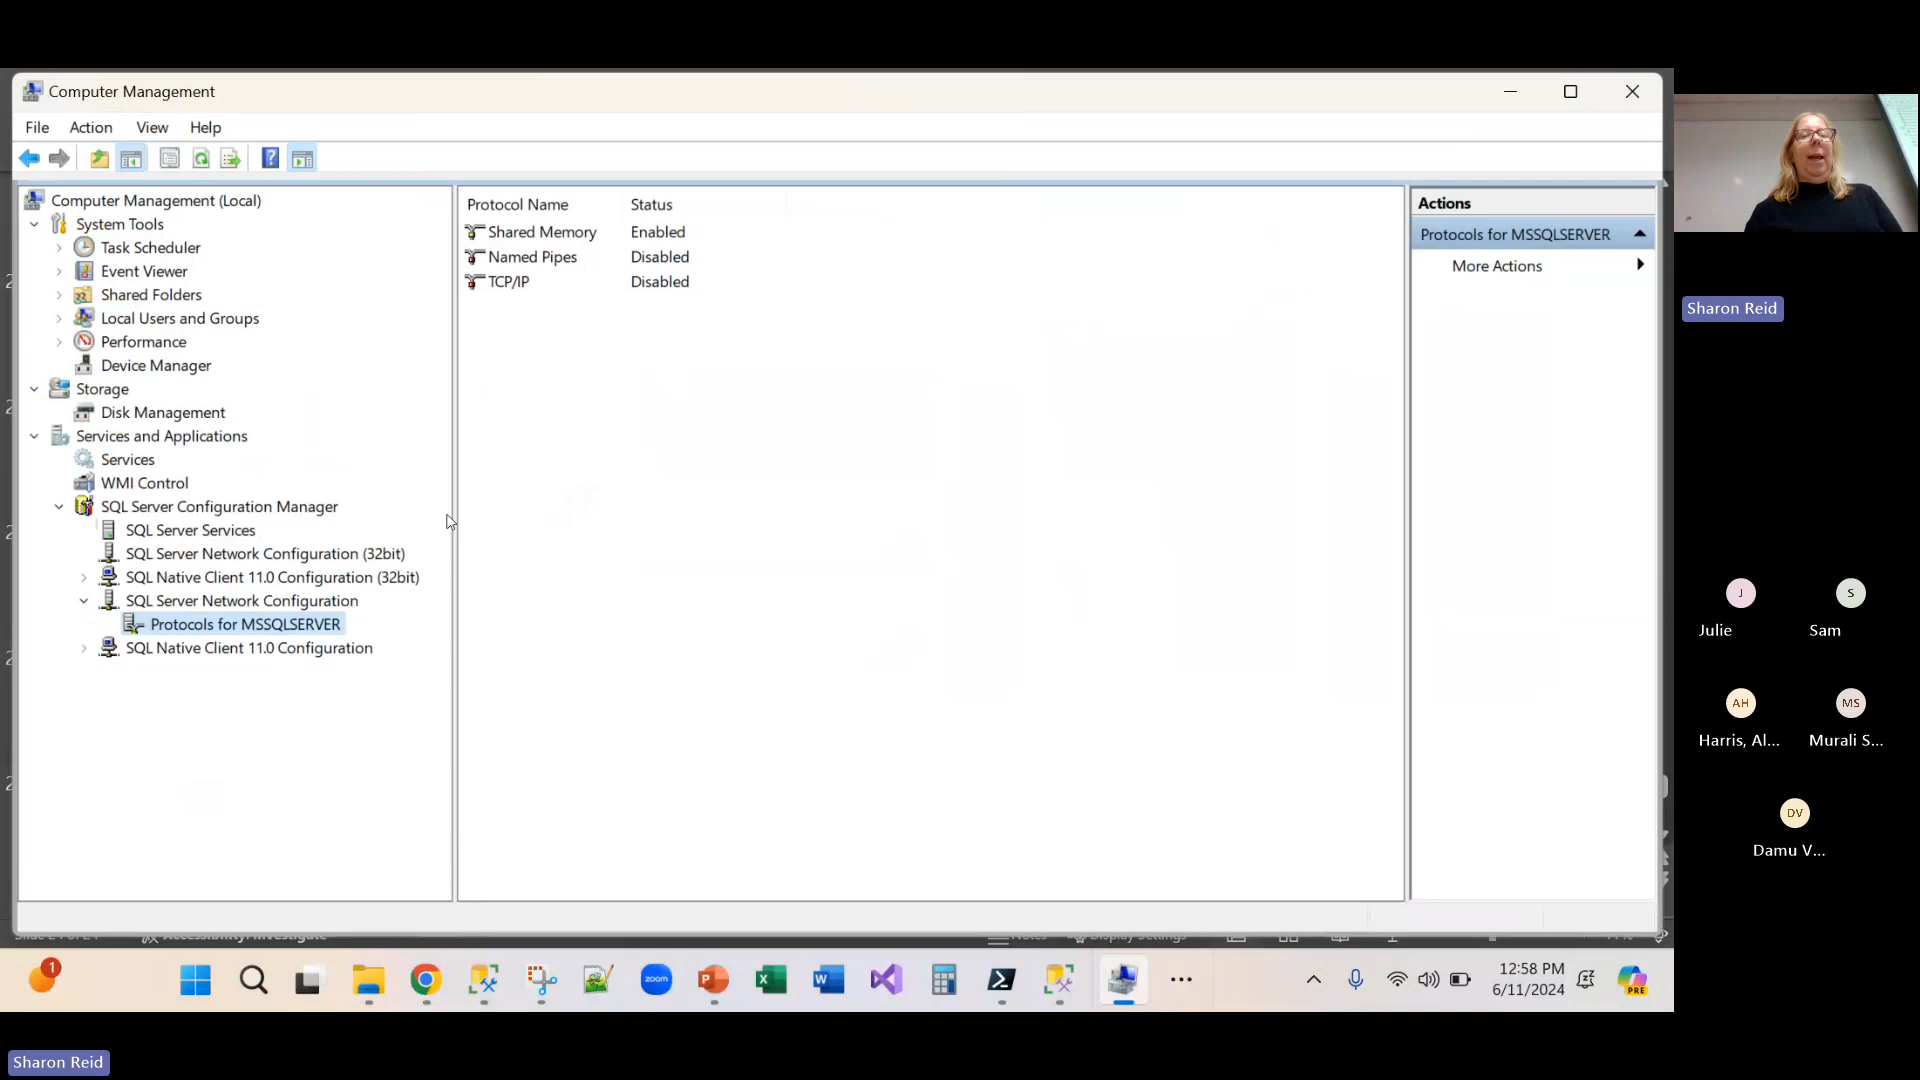 Computer Management
File Action View Help
Computer Management (Local)
System Tools
Task Scheduler
Event Viewer
Shared Folders
Local Users and Groups
Performance
Device Manager
Storage
Disk Management
Services and Applications
Services
WMI Control
SQL Server Configuration Manager
SQL Server Services
SQL Server Network Configuration (32bit)
SQL Native Client 11.0 Configuration (32bit)
SQL Server Network Configuration
Protocols for MSSQLSERVER
SQL Native Client 11.0 Configuration
Protocol Name Status
Shared Memory Enabled
Named Pipes Disabled
TCP/IP Disabled
Actions
Protocols for MSSQLSERVER
More Actions
Sharon Reid
J
Julie
S
Sam
AH
Harris, Al...
MS
Murali S...
DV
Damu V...
1
zoom
12:58 PM
6/11/2024
PRE
Sharon Reid